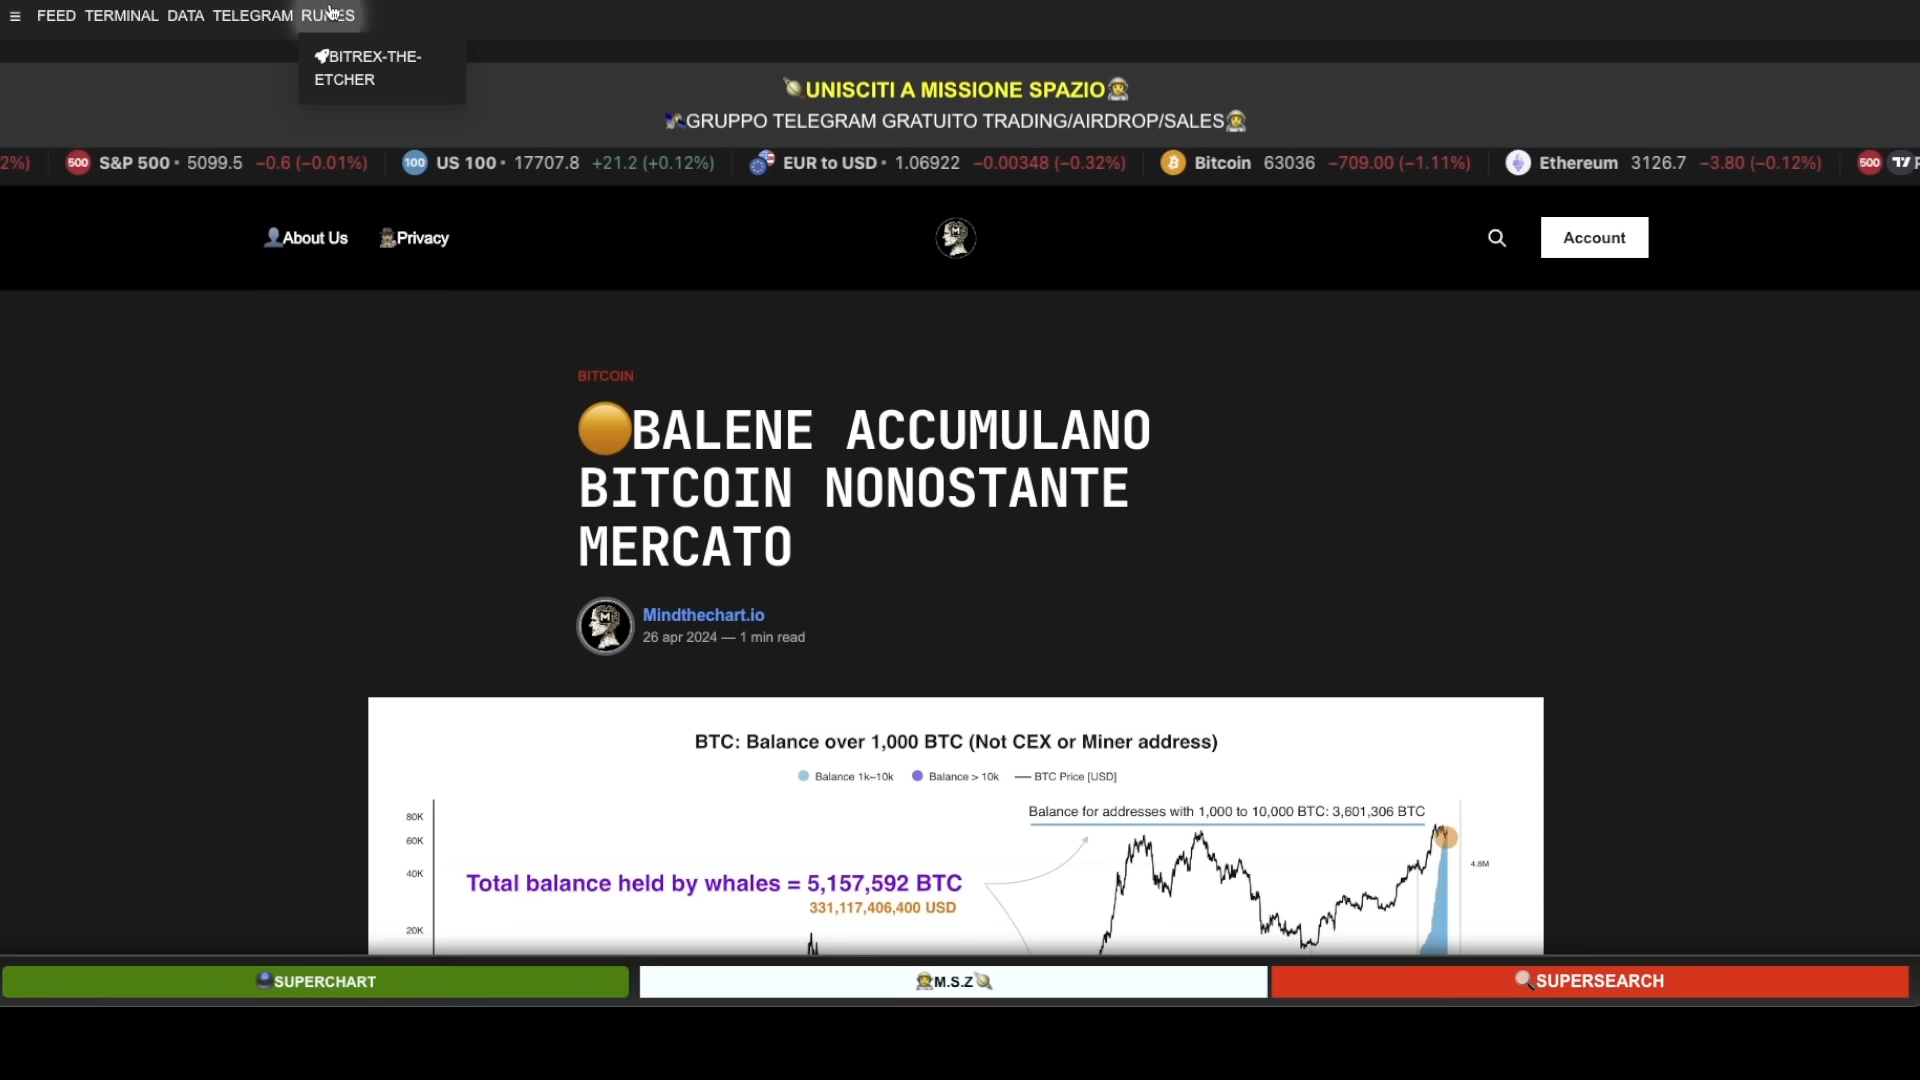 ≡ FEED TERMINAL DATA TELEGRAM RUNES
🚀BITREX-THE-
ETCHER
🪐UNISCITI A MISSIONE SPAZIO👩‍🚀
🛰GRUPPO TELEGRAM GRATUITO TRADING/AIRDROP/SALES👩‍🚀
2%) 500 S&P 500 • 5099.5 −0.6 (−0.01%) 100 US 100 • 17707.8 +21.2 (+0.12%) EUR to USD • 1.06922 −0.00348 (−0.32%) Bitcoin 63036 −709.00 (−1.11%) Ethereum 3126.7 −3.80 (−0.12%) 500
👤About Us 🕵Privacy M Account
BITCOIN
🟠BALENE ACCUMULANO
BITCOIN NONOSTANTE
MERCATO
Mindthechart.io
26 apr 2024 — 1 min read
BTC: Balance over 1,000 BTC (Not CEX or Miner address)
Balance 1k~10k Balance > 10k BTC Price [USD]
Balance for addresses with 1,000 to 10,000 BTC: 3,601,306 BTC
80K
60K
4.8M
40K
Total balance held by whales = 5,157,592 BTC
331,117,406,400 USD
20K
🔮SUPERCHART 👩‍🚀M.S.Z🪐 🔍SUPERSEARCH